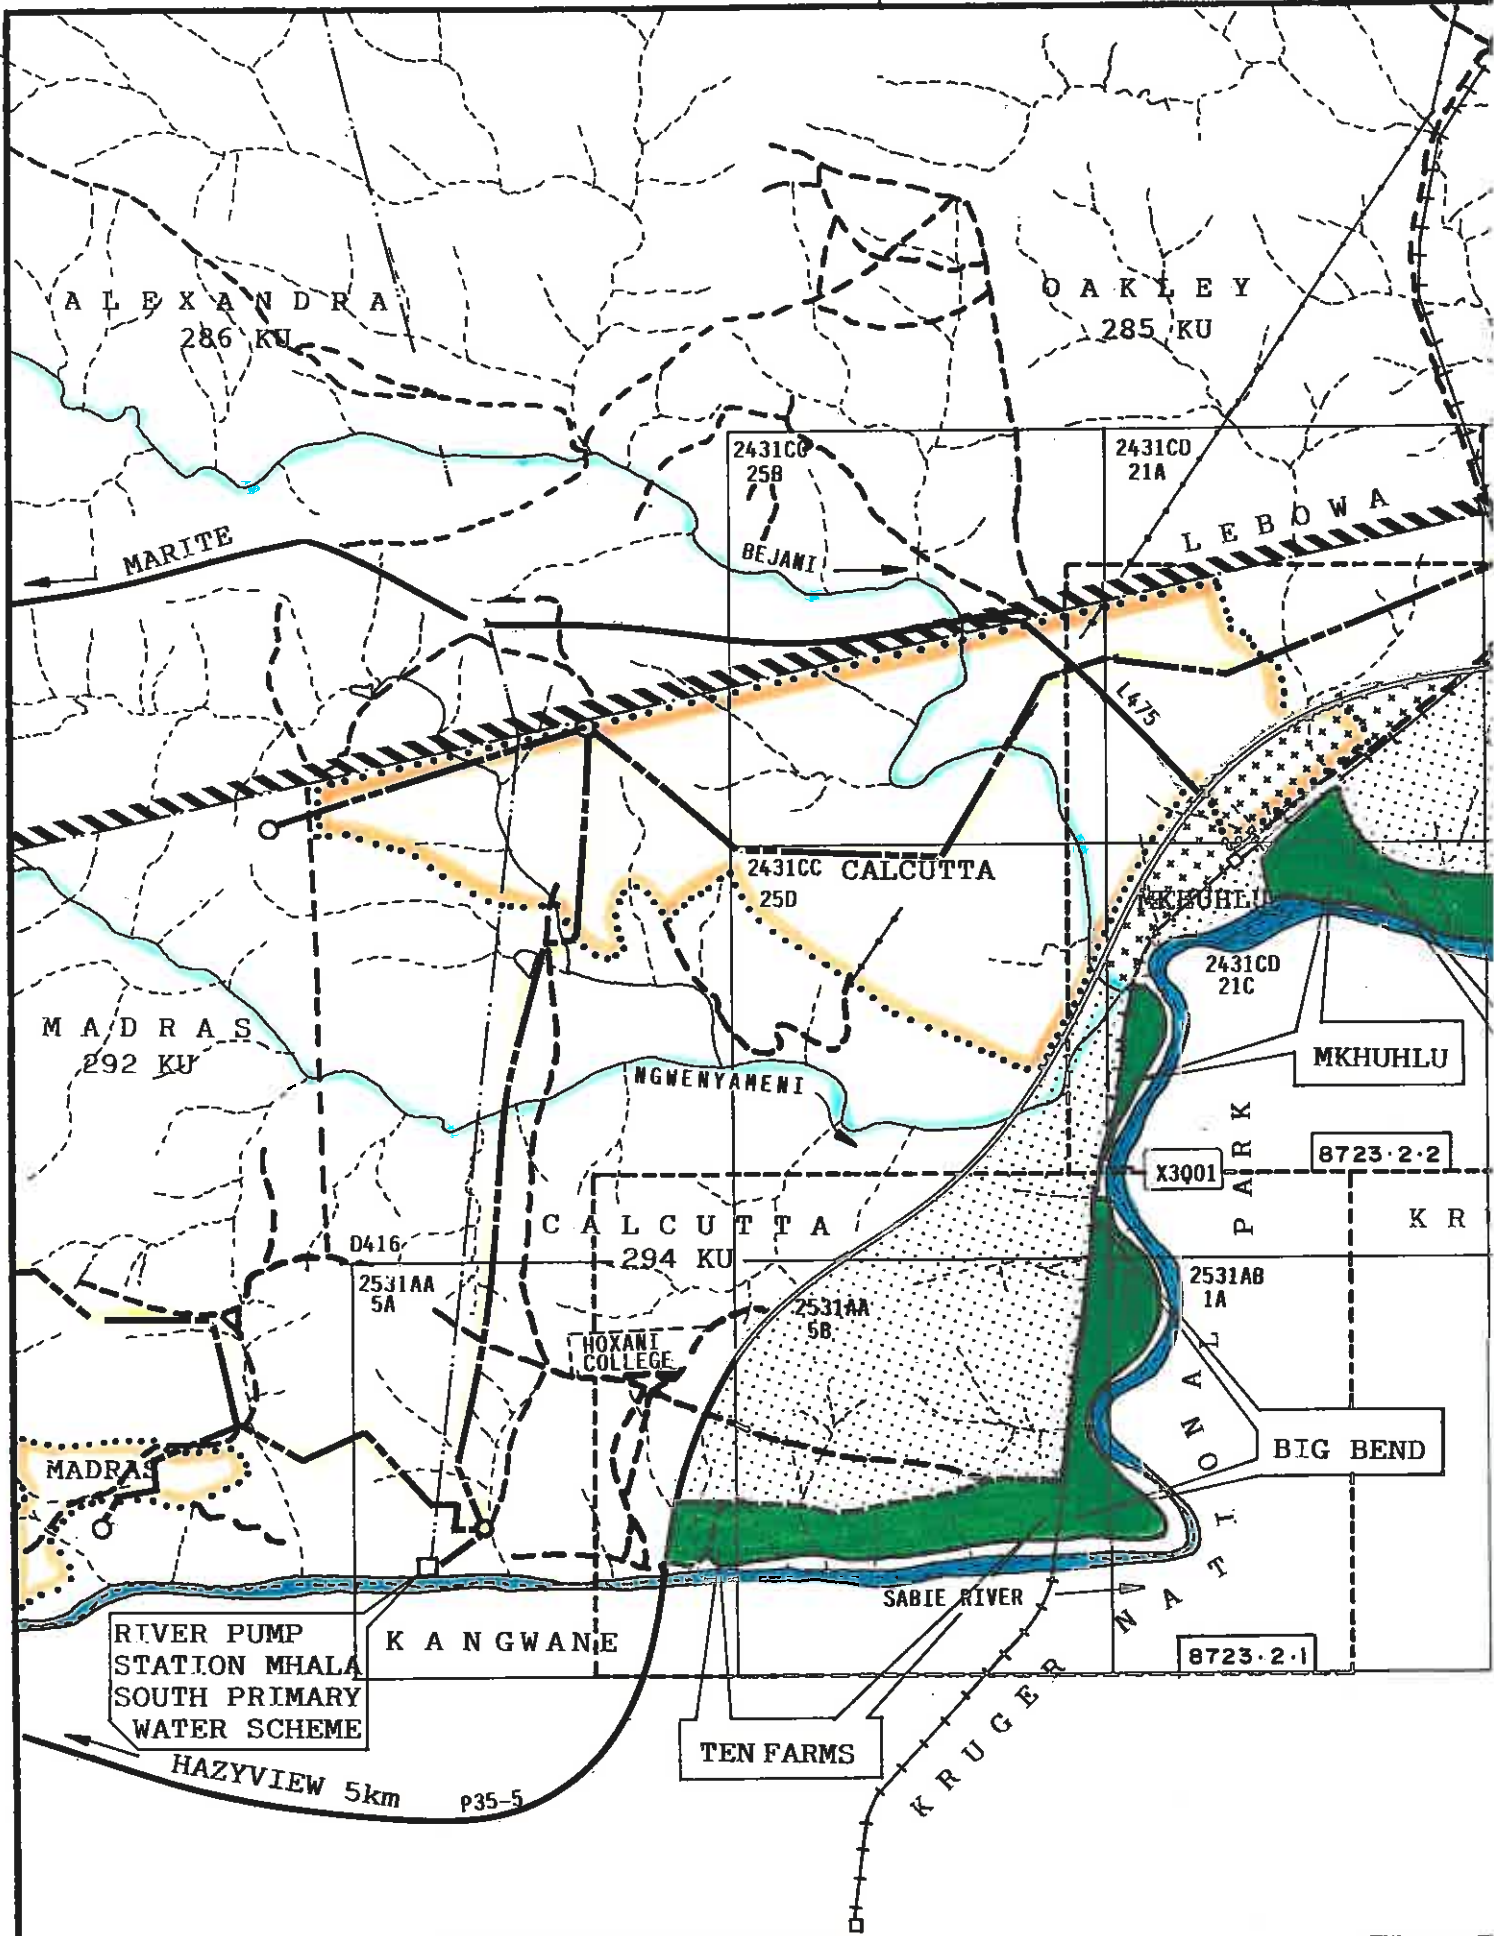 ALEXANDRA
286 KU
OAKLEY
285 KU
2431CC
25B
2431CD
21A
LEBOWA
MARITE
BEJANI
L475
2431CC
25D
CALCUTTA
MKHUHLU
2431CD
21C
MADRAS
292 KU
MKHUHLU
NGWENYAMENI
PARK
8723·2·2
X3Q01
CALCUTTA
294 KU
KR
D416
2531AA
5A
2531AA
5B
2531AB
1A
HOXANI
COLLEGE
BIG BEND
MADRAS
SABIE RIVER
RIVER PUMP
STATION MHALA
SOUTH PRIMARY
WATER SCHEME
KANGWANE
8723·2·1
TEN FARMS
KRUGER
NATIONAL
HAZYVIEW 5km
P35-5